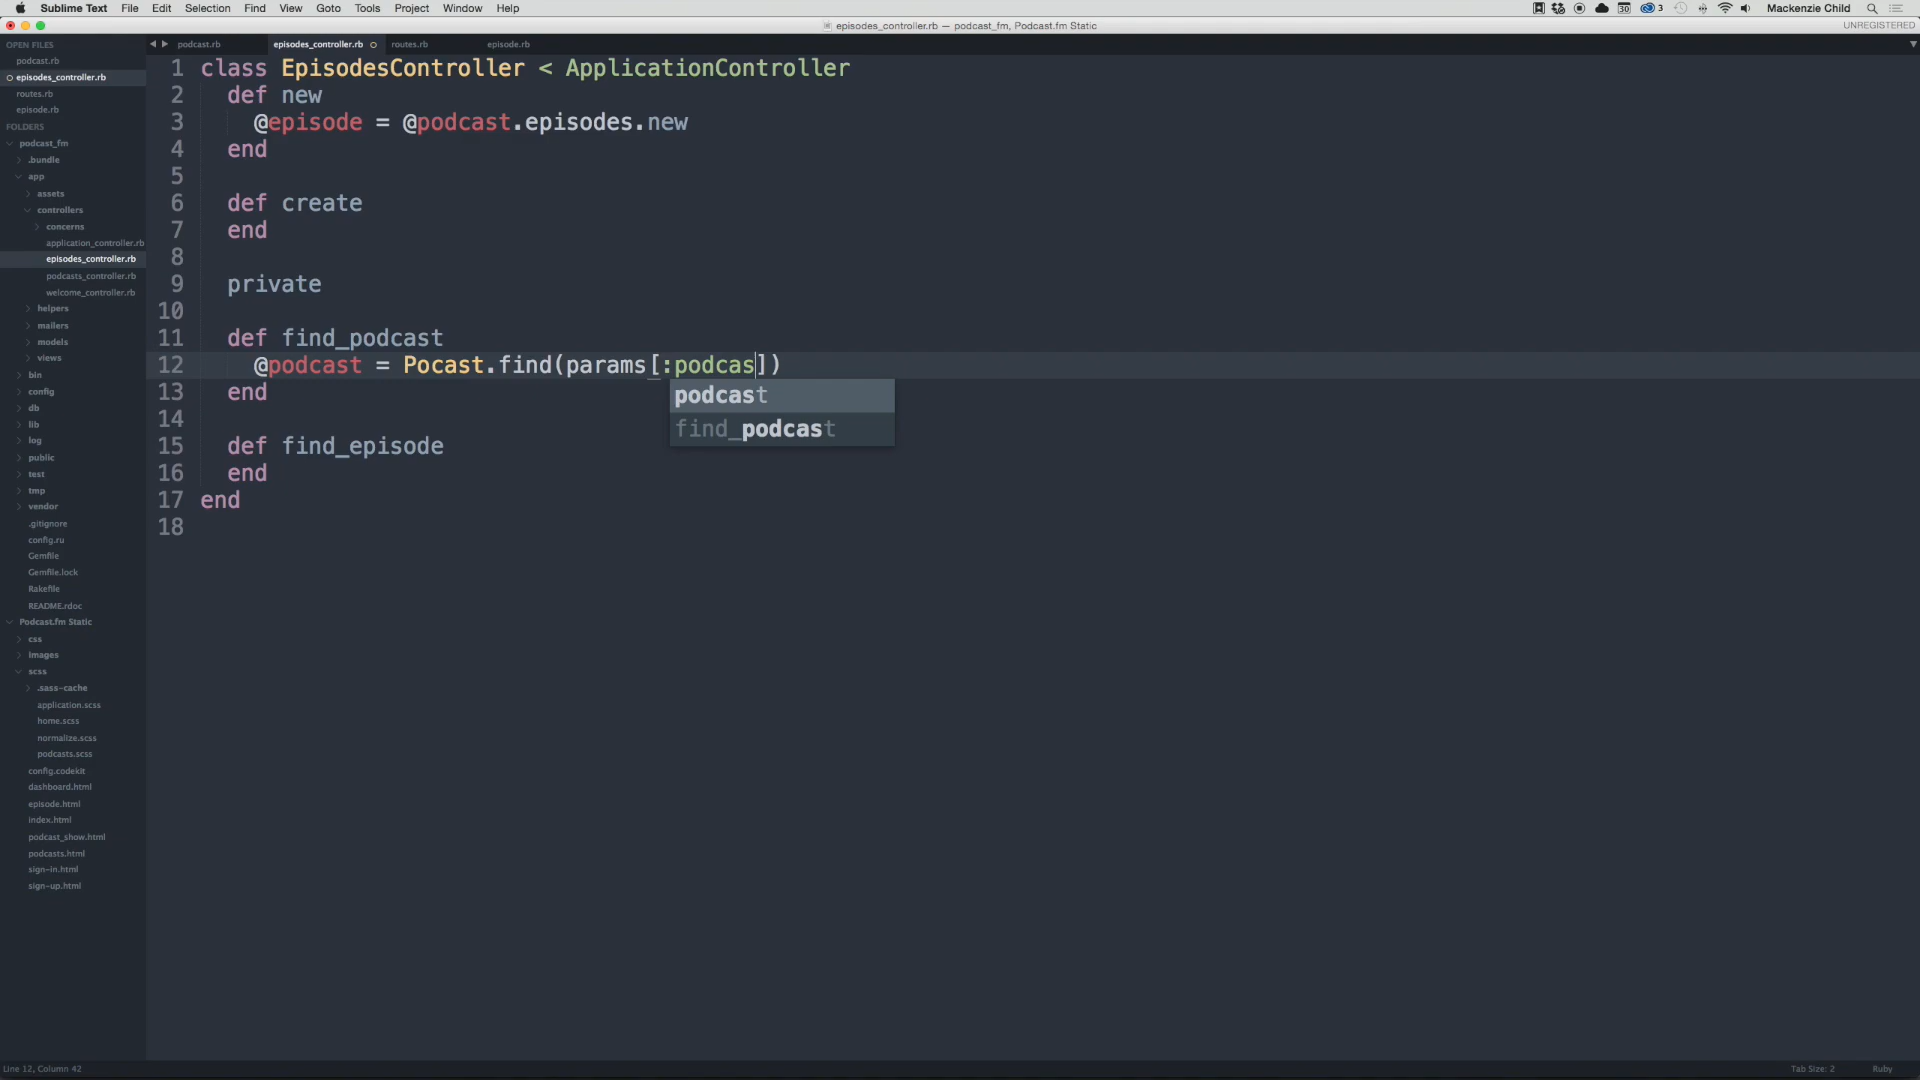 Sublime Text File Edit Selection Find View Goto Tools Project Window Help 30 3 Mackenzie Child
episodes_controller.rb — podcast_fm, Podcast.fm Static UNREGISTERED
OPEN FILES
podcast.rb
episodes_controller.rb
routes.rb
episode.rb
FOLDERS
podcast_fm
.bundle
app
assets
controllers
concerns
application_controller.rb
episodes_controller.rb
podcasts_controller.rb
welcome_controller.rb
helpers
mailers
models
views
bin
config
db
lib
log
public
test
tmp
vendor
.gitignore
config.ru
Gemfile
Gemfile.lock
Rakefile
README.rdoc
Podcast.fm Static
css
images
scss
.sass-cache
application.scss
home.scss
normalize.scss
podcasts.scss
config.codekit
dashboard.html
episode.html
index.html
podcast_show.html
podcasts.html
sign-in.html
sign-up.html
podcast.rb episodes_controller.rb routes.rb episode.rb
1 class EpisodesController < ApplicationController
2 def new
3 @episode = @podcast.episodes.new
4 end
5
6 def create
7 end
8
9 private
10
11 def find_podcast
12 @podcast = Pocast.find(params[:podcas])
13 end
14
15 def find_episode
16 end
17 end
18
podcast
find_podcast
Line 12, Column 42 Tab Size: 2 Ruby